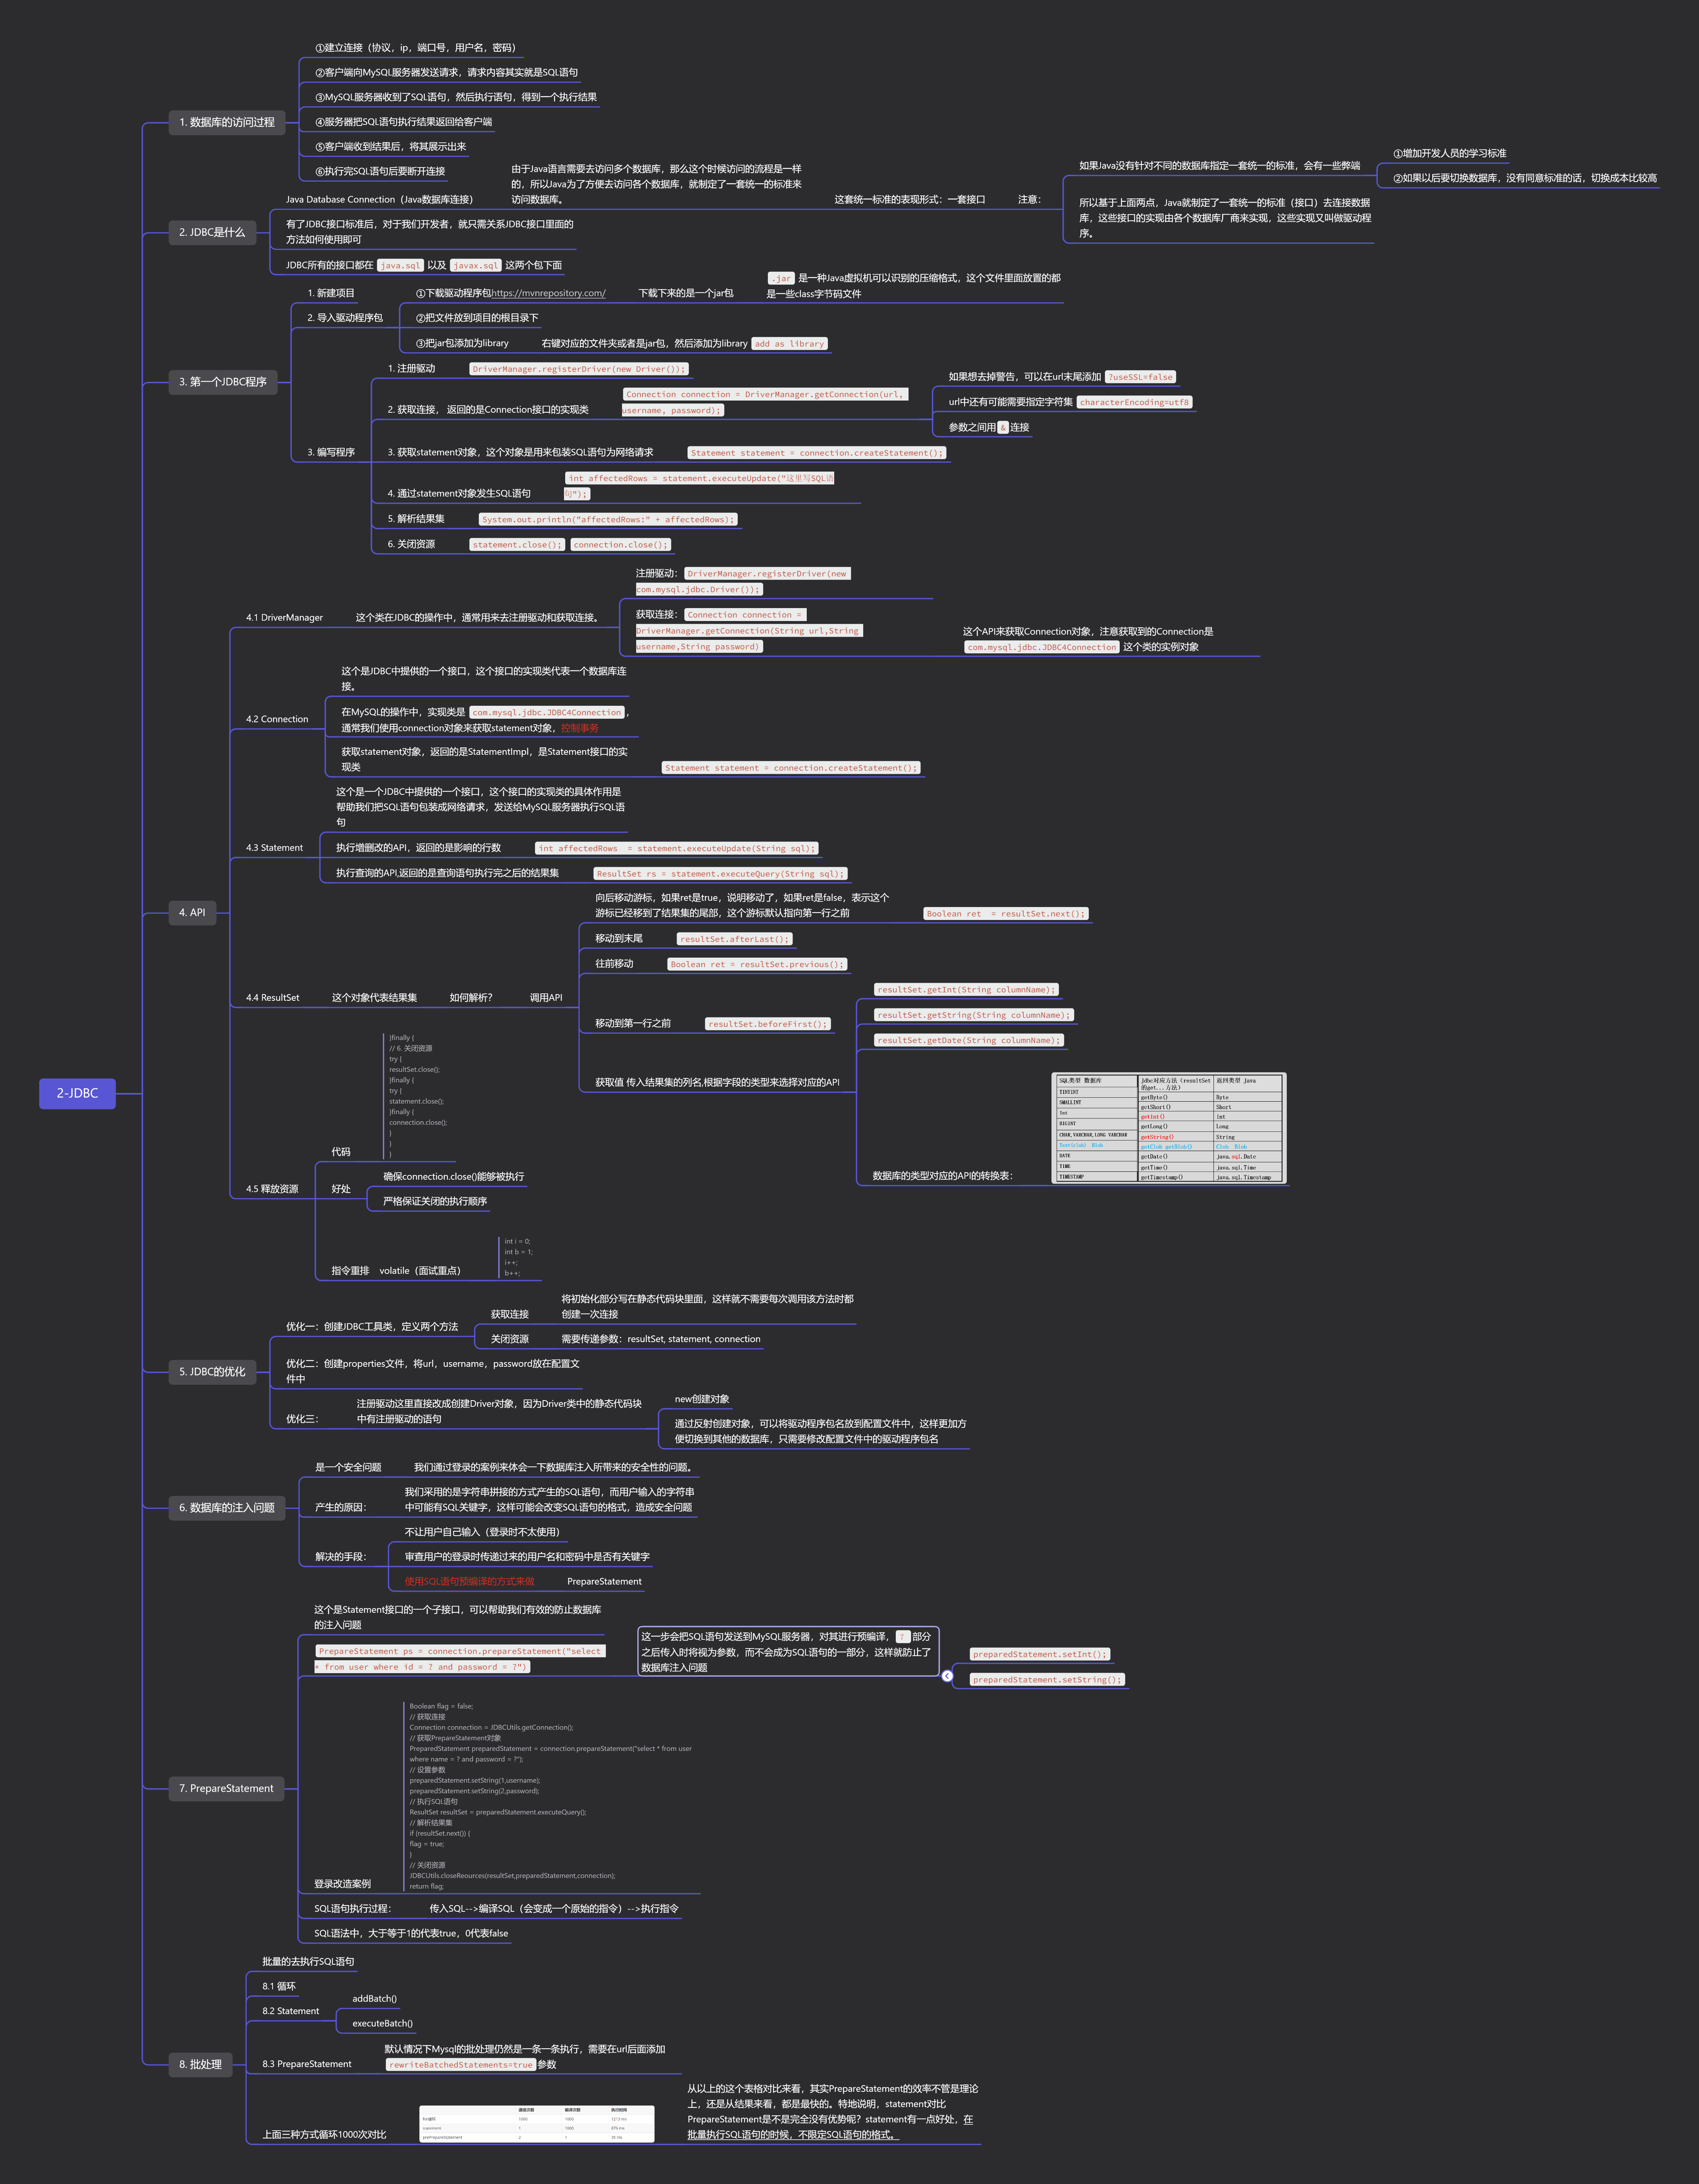 2-JDBC
1. 数据库的访问过程
①建立连接（协议，ip，端口号，用户名，密码）
②客户端向MySQL服务器发送请求，请求内容其实就是SQL语句
③MySQL服务器收到了SQL语句，然后执行语句，得到一个执行结果
④服务器把SQL语句执行结果返回给客户端
⑤客户端收到结果后，将其展示出来
⑥执行完SQL语句后要断开连接
2. JDBC是什么
Java Database Connection（Java数据库连接）
由于Java语言需要去访问多个数据库，那么这个时候访问的流程是一样
的，所以Java为了方便去访问各个数据库，就制定了一套统一的标准来
访问数据库。
这套统一标准的表现形式：一套接口
注意：
如果Java没有针对不同的数据库指定一套统一的标准，会有一些弊端
①增加开发人员的学习标准
②如果以后要切换数据库，没有同意标准的话，切换成本比较高
所以基于上面两点，Java就制定了一套统一的标准（接口）去连接数据
库，这些接口的实现由各个数据库厂商来实现，这些实现又叫做驱动程
序。
有了JDBC接口标准后，对于我们开发者，就只需关系JDBC接口里面的
方法如何使用即可
JDBC所有的接口都在 java.sql 以及 javax.sql 这两个包下面
3. 第一个JDBC程序
1. 新建项目
2. 导入驱动程序包
①下载驱动程序包https://mvnrepository.com/
下载下来的是一个jar包
.jar 是一种Java虚拟机可以识别的压缩格式，这个文件里面放置的都
是一些class字节码文件
②把文件放到项目的根目录下
③把jar包添加为library
右键对应的文件夹或者是jar包，然后添加为library add as library
3. 编写程序
1. 注册驱动
DriverManager.registerDriver(new Driver());
2. 获取连接， 返回的是Connection接口的实现类
Connection connection = DriverManager.getConnection(url,
username, password);
如果想去掉警告，可以在url末尾添加 ?useSSL=false
url中还有可能需要指定字符集 characterEncoding=utf8
参数之间用 & 连接
3. 获取statement对象，这个对象是用来包装SQL语句为网络请求
Statement statement = connection.createStatement();
4. 通过statement对象发生SQL语句
int affectedRows = statement.executeUpdate("这里写SQL语
句");
5. 解析结果集
System.out.println("affectedRows:" + affectedRows);
6. 关闭资源
statement.close(); connection.close();
4. API
4.1 DriverManager
这个类在JDBC的操作中，通常用来去注册驱动和获取连接。
注册驱动： DriverManager.registerDriver(new
com.mysql.jdbc.Driver());
获取连接： Connection connection =
DriverManager.getConnection(String url,String
username,String password)
这个API来获取Connection对象，注意获取到的Connection是
com.mysql.jdbc.JDBC4Connection 这个类的实例对象
4.2 Connection
这个是JDBC中提供的一个接口，这个接口的实现类代表一个数据库连
接。
在MySQL的操作中，实现类是 com.mysql.jdbc.JDBC4Connection ，
通常我们使用connection对象来获取statement对象，控制事务
获取statement对象，返回的是StatementImpl，是Statement接口的实
现类
Statement statement = connection.createStatement();
4.3 Statement
这个是一个JDBC中提供的一个接口，这个接口的实现类的具体作用是
帮助我们把SQL语句包装成网络请求，发送给MySQL服务器执行SQL语
句
执行增删改的API，返回的是影响的行数
int affectedRows  = statement.executeUpdate(String sql);
执行查询的API,返回的是查询语句执行完之后的结果集
ResultSet rs = statement.executeQuery(String sql);
4.4 ResultSet
这个对象代表结果集
如何解析？
调用API
向后移动游标，如果ret是true，说明移动了，如果ret是false，表示这个
游标已经移到了结果集的尾部，这个游标默认指向第一行之前
Boolean ret  = resultSet.next();
移动到末尾
resultSet.afterLast();
往前移动
Boolean ret = resultSet.previous();
移动到第一行之前
resultSet.beforeFirst();
获取值 传入结果集的列名,根据字段的类型来选择对应的API
resultSet.getInt(String columnName);
resultSet.getString(String columnName);
resultSet.getDate(String columnName);
数据库的类型对应的API的转换表：
SQL类型 数据库
Jdbc对应方法（resultSet
的get...方法）
返回类型 Java
TINTINT
getByte()
Byte
SMALLINT
getShort()
Short
Int
getInt()
Int
BIGINT
getLong()
Long
CHAR,VARCHAR,LONG VARCHAR
getString()
String
Text(clob) Blob
getClob getBlob()
Clob Blob
DATE
getDate()
java.sql.Date
TIME
getTime()
java.sql.Time
TIMESTAMP
getTimestamp()
java.sql.Timestamp
4.5 释放资源
代码
}finally {
// 6. 关闭资源
try {
resultSet.close();
}finally {
try {
statement.close();
}finally {
connection.close();
}
}
}
好处
确保connection.close()能够被执行
严格保证关闭的执行顺序
指令重排
volatile（面试重点）
int i = 0;
int b = 1;
i++;
b++;
5. JDBC的优化
优化一：创建JDBC工具类，定义两个方法
获取连接
将初始化部分写在静态代码块里面，这样就不需要每次调用该方法时都
创建一次连接
关闭资源
需要传递参数：resultSet, statement, connection
优化二：创建properties文件，将url，username，password放在配置文
件中
优化三：
注册驱动这里直接改成创建Driver对象，因为Driver类中的静态代码块
中有注册驱动的语句
new创建对象
通过反射创建对象，可以将驱动程序包名放到配置文件中，这样更加方
便切换到其他的数据库，只需要修改配置文件中的驱动程序包名
6. 数据库的注入问题
是一个安全问题
我们通过登录的案例来体会一下数据库注入所带来的安全性的问题。
产生的原因：
我们采用的是字符串拼接的方式产生的SQL语句，而用户输入的字符串
中可能有SQL关键字，这样可能会改变SQL语句的格式，造成安全问题
解决的手段：
不让用户自己输入（登录时不太使用）
审查用户的登录时传递过来的用户名和密码中是否有关键字
使用SQL语句预编译的方式来做
PrepareStatement
7. PrepareStatement
这个是Statement接口的一个子接口，可以帮助我们有效的防止数据库
的注入问题
PrepareStatement ps = connection.prepareStatement("select
* from user where id = ? and password = ?")
这一步会把SQL语句发送到MySQL服务器，对其进行预编译， ? 部分
之后传入时将视为参数，而不会成为SQL语句的一部分，这样就防止了
数据库注入问题
preparedStatement.setInt();
preparedStatement.setString();
登录改造案例
Boolean flag = false;
// 获取连接
Connection connection = JDBCUtils.getConnection();
// 获取PrepareStatement对象
PreparedStatement preparedStatement = connection.prepareStatement("select * from user
where name = ? and password = ?");
// 设置参数
preparedStatement.setString(1,username);
preparedStatement.setString(2,password);
// 执行SQL语句
ResultSet resultSet = preparedStatement.executeQuery();
// 解析结果集
if (resultSet.next()) {
flag = true;
}
// 关闭资源
JDBCUtils.closeReources(resultSet,preparedStatement,connection);
return flag;
SQL语句执行过程：
传入SQL-->编译SQL（会变成一个原始的指令）-->执行指令
SQL语法中，大于等于1的代表true，0代表false
8. 批处理
批量的去执行SQL语句
8.1 循环
8.2 Statement
addBatch()
executeBatch()
8.3 PrepareStatement
默认情况下Mysql的批处理仍然是一条一条执行，需要在url后面添加
rewriteBatchedStatements=true 参数
上面三种方式循环1000次对比
通信次数
编译次数
执行时间
for循环
1000
1000
statement
1
1000
prePrepareStatement
2
1
从以上的这个表格对比来看，其实PrepareStatement的效率不管是理论
上，还是从结果来看，都是最快的。特地说明，statement对比
PrepareStatement是不是完全没有优势呢？statement有一点好处，在
批量执行SQL语句的时候，不限定SQL语句的格式。